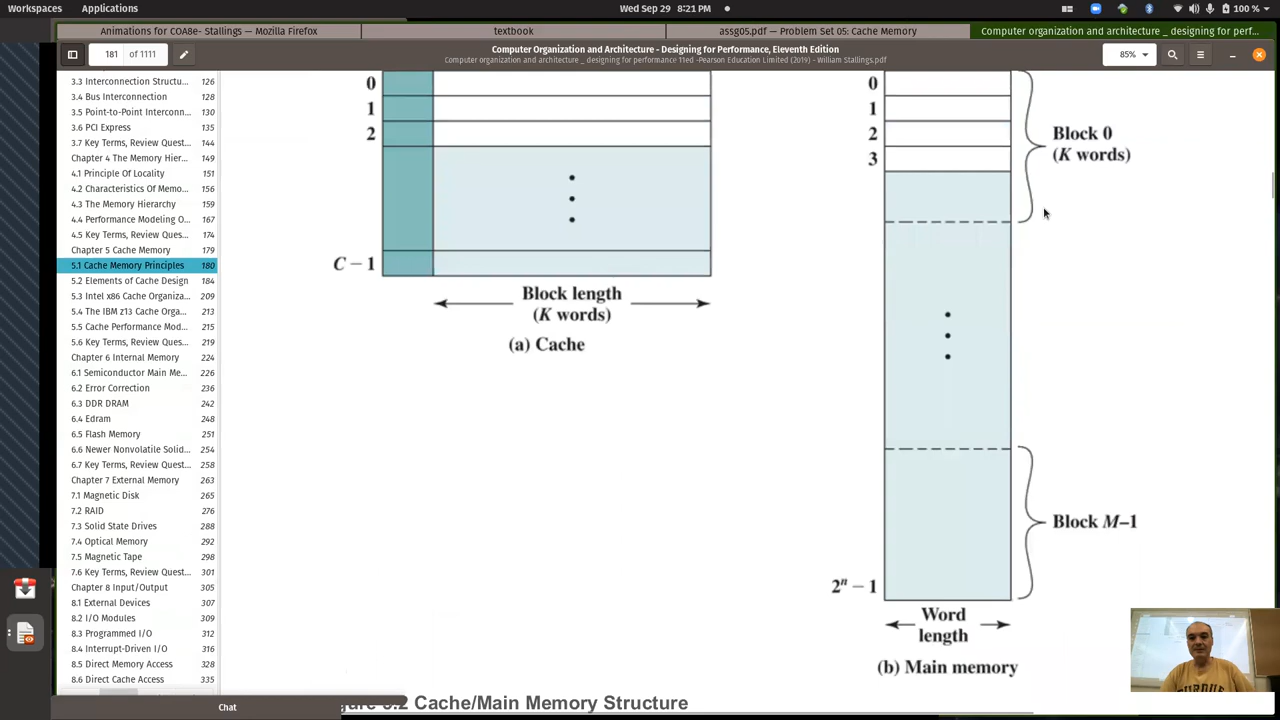 Workspaces Applications Wed Sep 29 8:21 PM 100 %
Animations for COA8e- Stallings — Mozilla Firefox textbook assg05.pdf — Problem Set 05: Cache Memory Computer organization and architecture _ designing for perf...
181 of 1111 Computer Organization and Architecture - Designing for Performance, Eleventh Edition 85%
Computer organization and architecture _ designing for performance 11ed -Pearson Education Limited (2019) - William Stallings.pdf
3.3 Interconnection Structu... 126
3.4 Bus Interconnection 128
3.5 Point-to-Point Interconn... 130
3.6 PCI Express 135
3.7 Key Terms, Review Quest... 144
Chapter 4 The Memory Hier... 149
4.1 Principle Of Locality 151
4.2 Characteristics Of Memo... 156
4.3 The Memory Hierarchy 159
4.4 Performance Modeling O... 167
4.5 Key Terms, Review Ques... 174
Chapter 5 Cache Memory 179
5.1 Cache Memory Principles 180
5.2 Elements of Cache Design 184
5.3 Intel x86 Cache Organiza... 209
5.4 The IBM z13 Cache Orga... 213
5.5 Cache Performance Mod... 215
5.6 Key Terms, Review Ques... 219
Chapter 6 Internal Memory 224
6.1 Semiconductor Main Me... 226
6.2 Error Correction 236
6.3 DDR DRAM 242
6.4 Edram 248
6.5 Flash Memory 251
6.6 Newer Nonvolatile Solid... 254
6.7 Key Terms, Review Quest... 258
Chapter 7 External Memory 263
7.1 Magnetic Disk 265
7.2 RAID 276
7.3 Solid State Drives 288
7.4 Optical Memory 292
7.5 Magnetic Tape 298
7.6 Key Terms, Review Quest... 301
Chapter 8 Input/Output 305
8.1 External Devices 307
8.2 I/O Modules 309
8.3 Programmed I/O 312
8.4 Interrupt-Driven I/O 316
8.5 Direct Memory Access 328
8.6 Direct Cache Access 335
Chat
0
1
2
C – 1
Block length
(K words)
(a) Cache
0
1
2
3
Block 0
(K words)
Block M–1
2ⁿ – 1
Word
length
(b) Main memory
5.2 Cache/Main Memory Structure
PURDUE